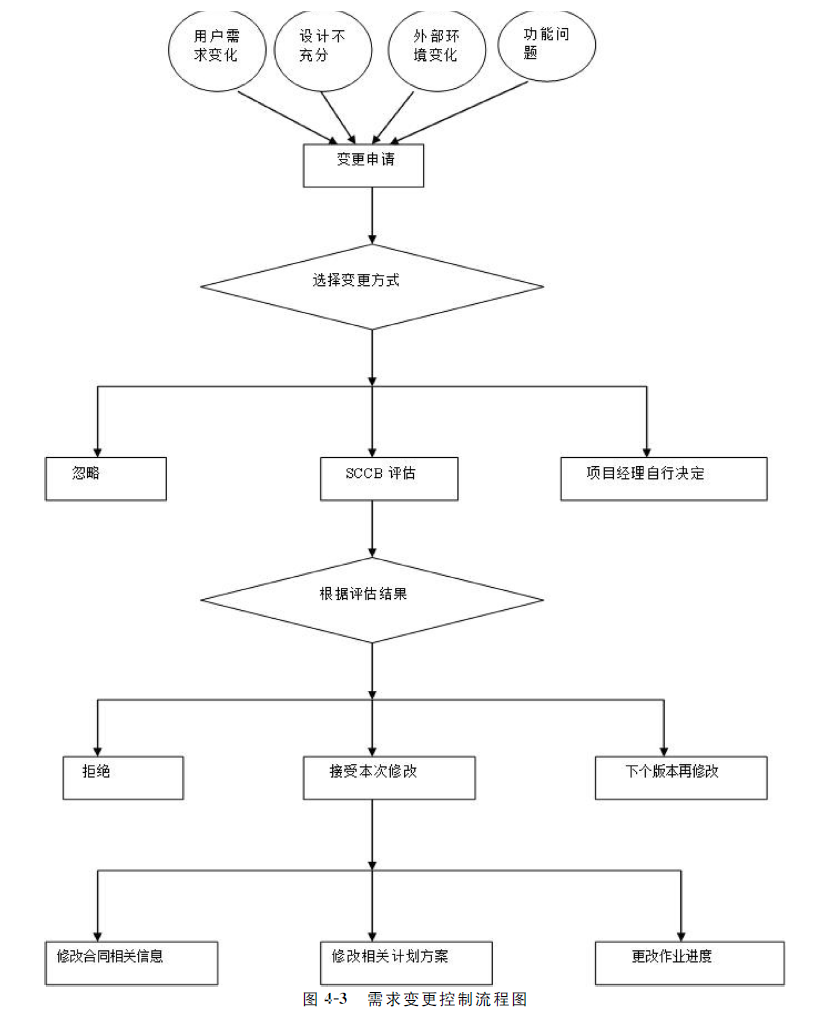 用户需
求变化
设计不
充分
外部环
境变化
功能问
题
变更申请
选择变更方式
忽略
SCCB 评估
项目经理自行决定
根据评估结果
拒绝
接受本次修改
下个版本再修改
修改合同相关信息
修改相关计划方案
更改作业进度
图 4-3 需求变更控制流程图